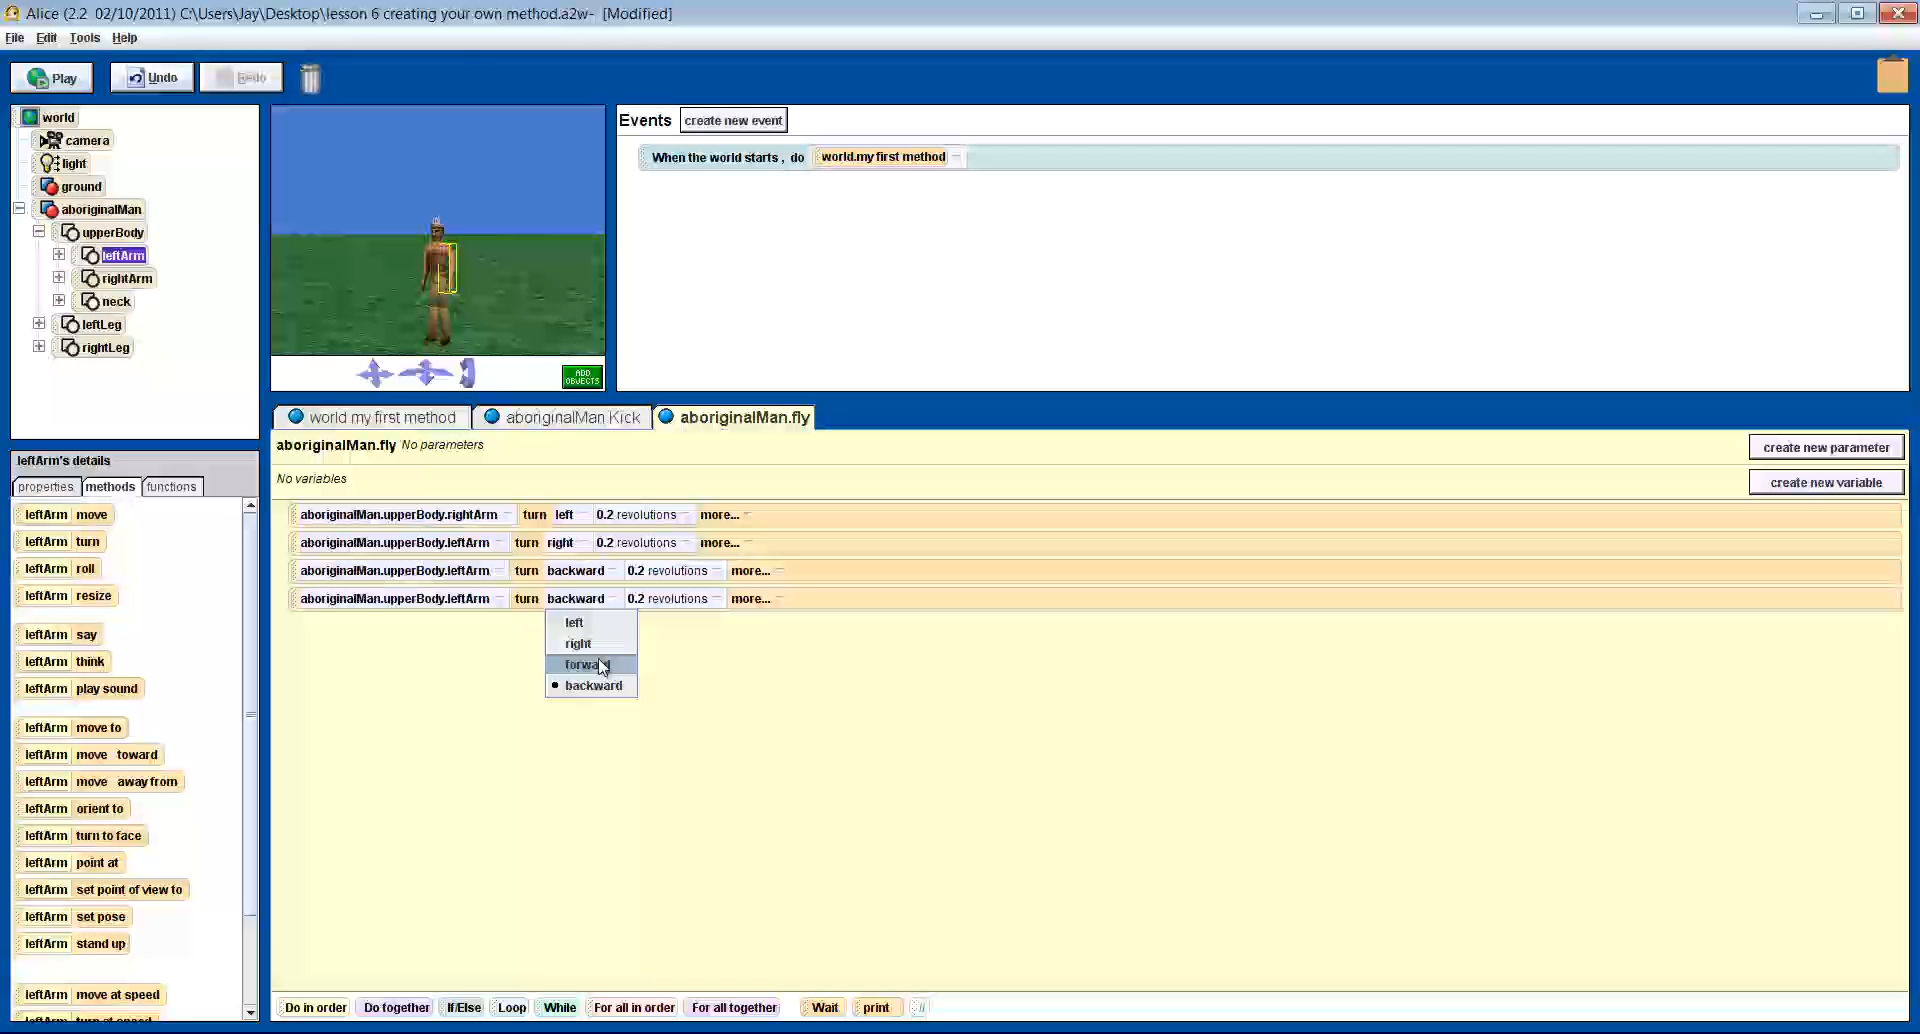 Alice (2.2 02/10/2011) C:\Users\Jay\Desktop\lesson 6 creating your own method.a2w- [Modified]
File Edit Tools Help
Play Undo Redo
world
camera
light
ground
aboriginalMan
upperBody
leftArm
rightArm
neck
leftLeg
rightLeg
ADD OBJECTS
Events create new event
When the world starts , do world.my first method
leftArm's details
properties methods functions
leftArm move
leftArm turn
leftArm roll
leftArm resize
leftArm say
leftArm think
leftArm play sound
leftArm move to
leftArm move toward
leftArm move away from
leftArm orient to
leftArm turn to face
leftArm point at
leftArm set point of view to
leftArm set pose
leftArm stand up
leftArm move at speed
leftArm turn at speed
world my first method aboriginalMan Kick aboriginalMan.fly
aboriginalMan.fly No parameters create new parameter
No variables create new variable
aboriginalMan.upperBody.rightArm turn left 0.2 revolutions more...
aboriginalMan.upperBody.leftArm turn right 0.2 revolutions more...
aboriginalMan.upperBody.leftArm turn backward 0.2 revolutions more...
aboriginalMan.upperBody.leftArm turn backward 0.2 revolutions more...
left
right
forward
backward
Do in order Do together If/Else Loop While For all in order For all together Wait print //